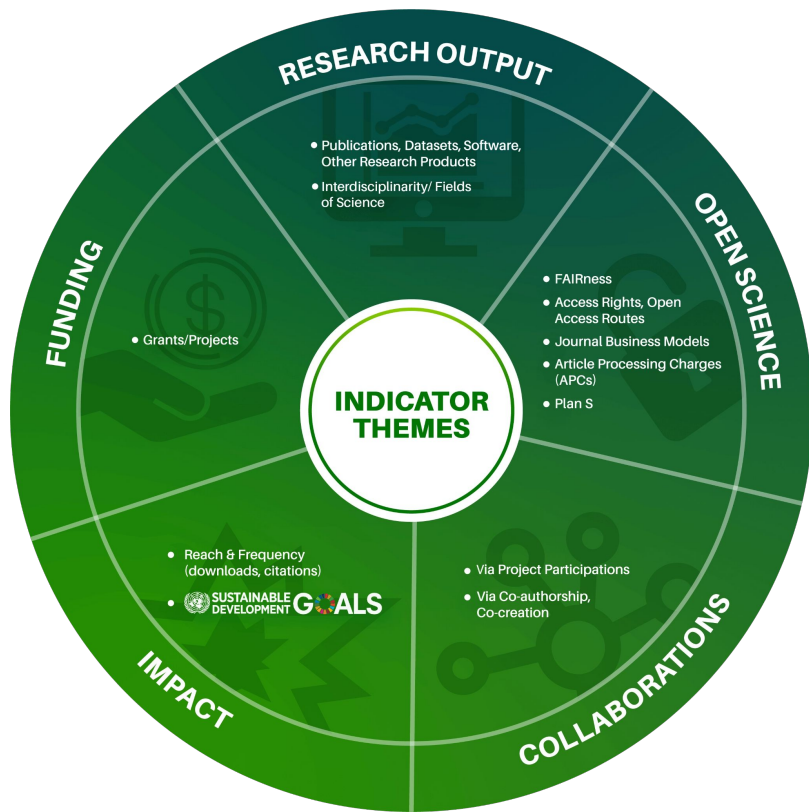 RESEARCH OUTPUT
• Publications, Datasets, Software,
Other Research Products
• Interdisciplinarity/ Fields
of Science
OPEN SCIENCE
• FAIRness
• Access Rights, Open
Access Routes
• Journal Business Models
• Article Processing Charges
(APCs)
• Plan S
COLLABORATIONS
• Via Project Participations
• Via Co-authorship,
Co-creation
IMPACT
• Reach & Frequency
(downloads, citations)
• SUSTAINABLE
DEVELOPMENT GOALS
FUNDING
• Grants/Projects
$
INDICATOR
THEMES